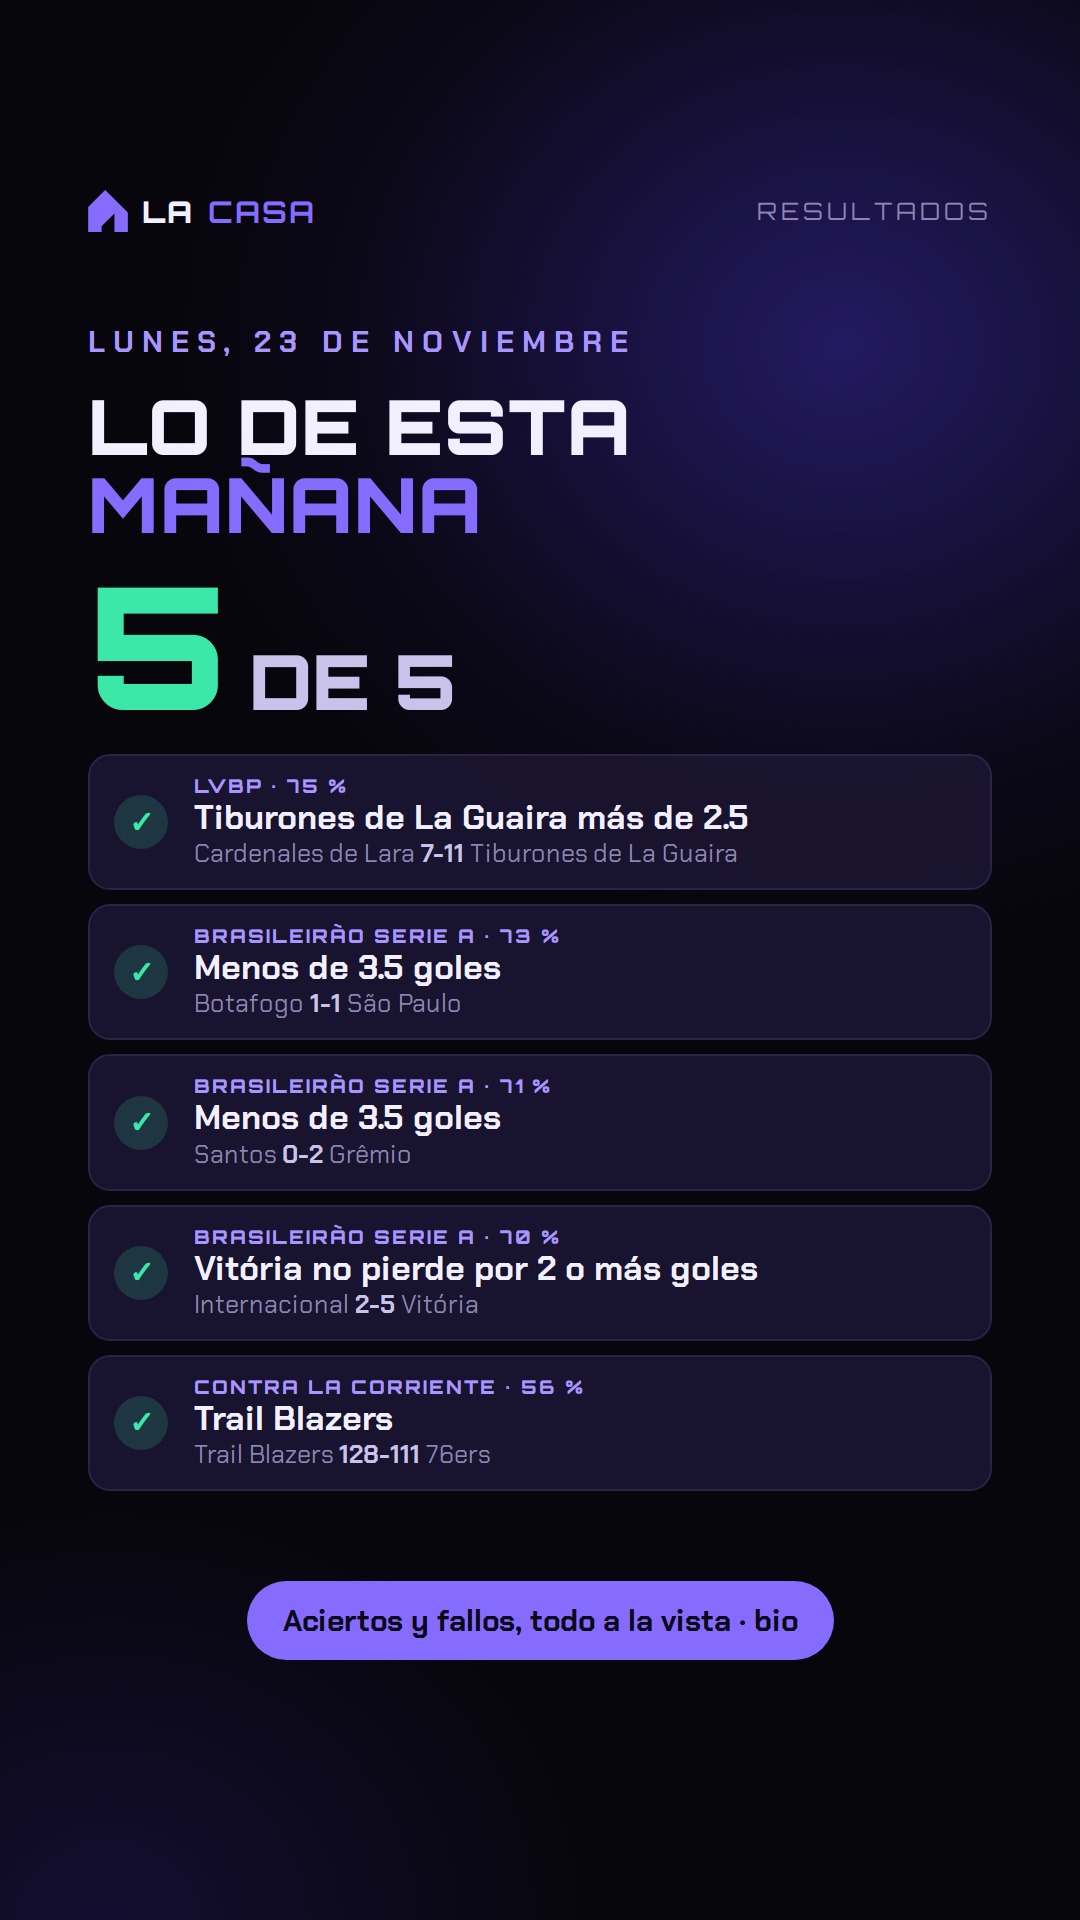 LA CASA
RESULTADOS
LUNES, 23 DE NOVIEMBRE
LO DE ESTA
MAÑANA
5 DE 5
LVBP · 75 %
✓ Tiburones de La Guaira más de 2.5
Cardenales de Lara 7-11 Tiburones de La Guaira
BRASILEIRÃO SERIE A · 73 %
✓ Menos de 3.5 goles
Botafogo 1-1 São Paulo
BRASILEIRÃO SERIE A · 71 %
✓ Menos de 3.5 goles
Santos 0-2 Grêmio
BRASILEIRÃO SERIE A · 70 %
✓ Vitória no pierde por 2 o más goles
Internacional 2-5 Vitória
CONTRA LA CORRIENTE · 56 %
✓ Trail Blazers
Trail Blazers 128-111 76ers
Aciertos y fallos, todo a la vista · bio